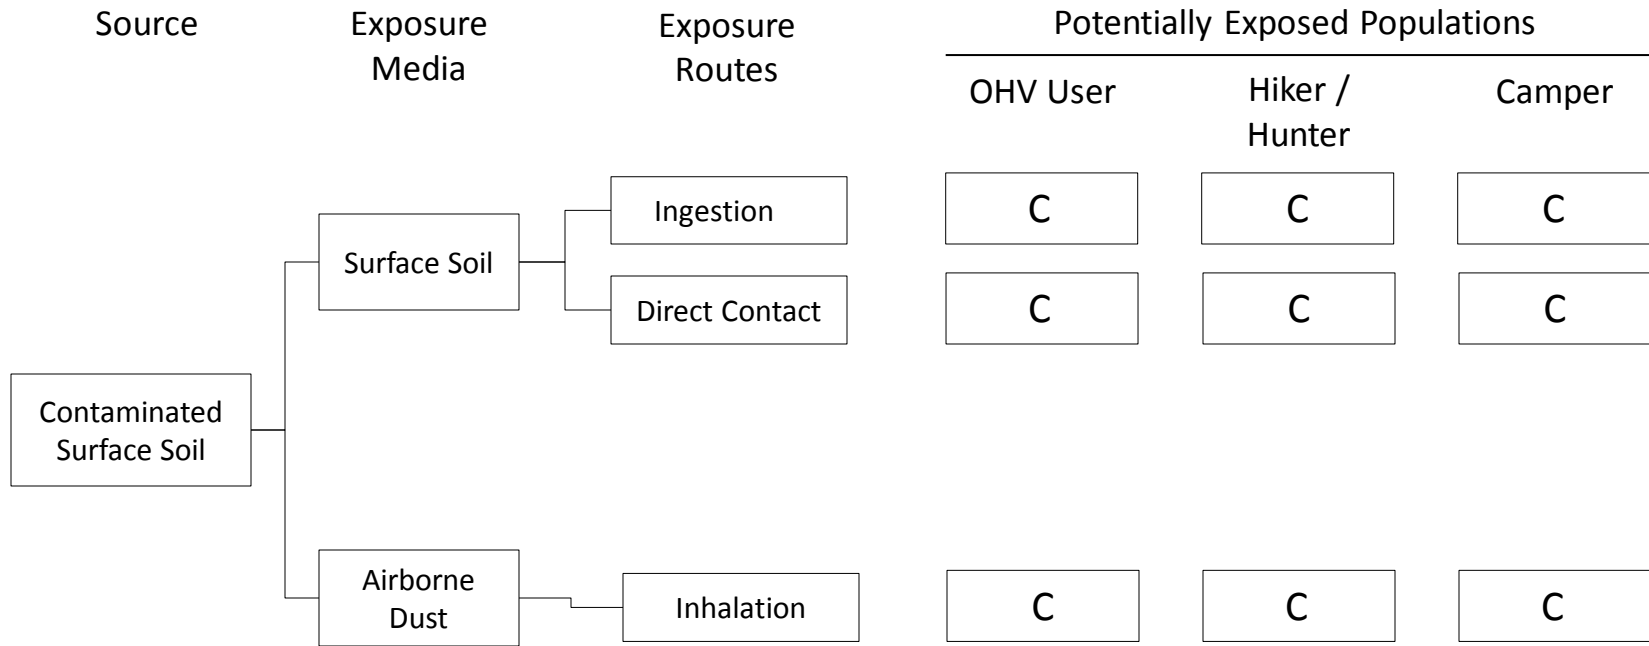 Source
Exposure
Media
Exposure
Routes
Potentially Exposed Populations
OHV User
Hiker /
Hunter
Camper
Ingestion
C
C
C
Surface Soil
Direct Contact
C
C
C
Contaminated
Surface Soil
Airborne
Dust
Inhalation
C
C
C